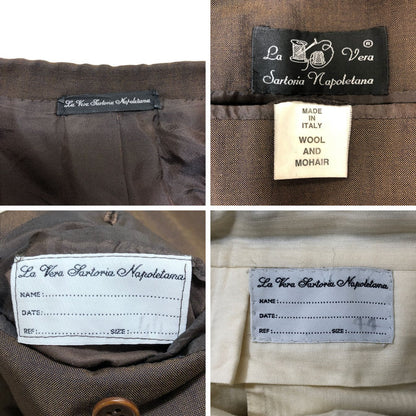 La Vera Sartoria Napoletana
La Vera ®
Sartoria Napoletana
MADE
IN
ITALY
WOOL
AND
MOHAIR
La Vera Sartoria Napoletana
NAME:
DATE:
REF.: SIZE:
La Vera Sartoria Napoletana
NAME:
DATE:
REF.: SIZE: